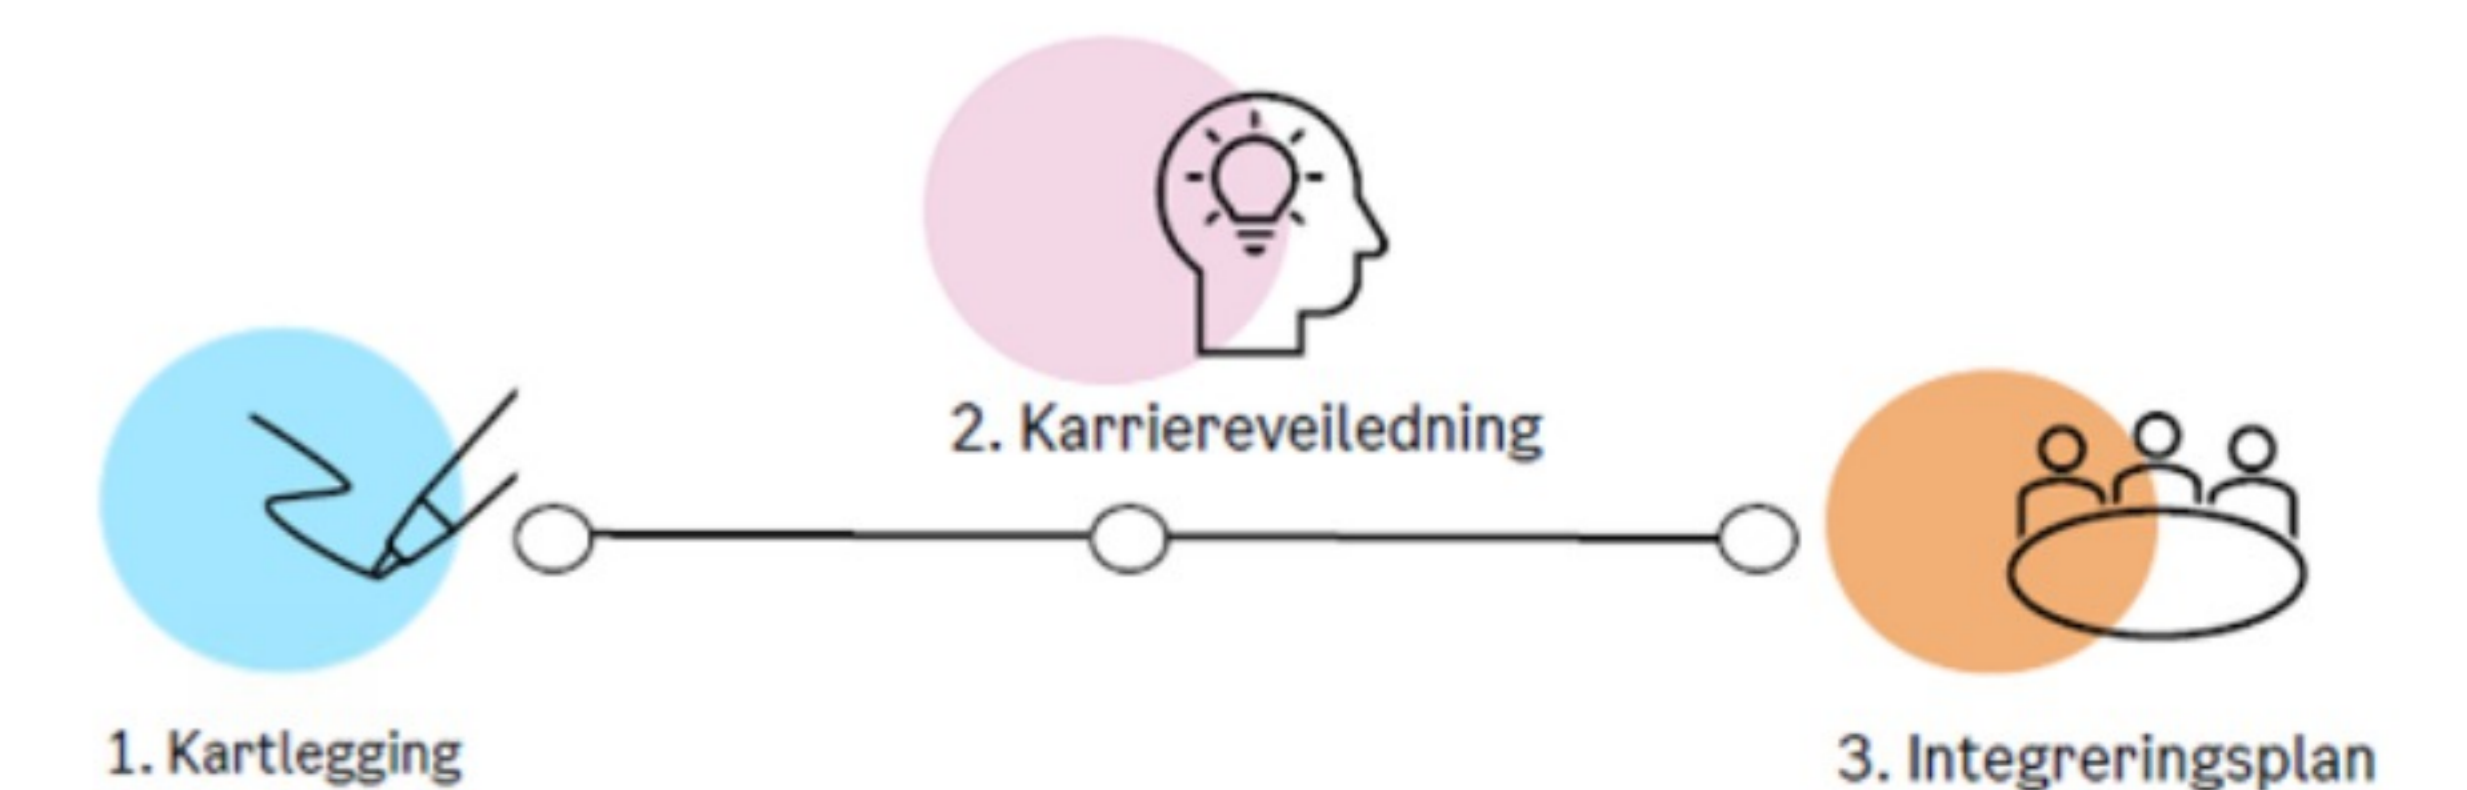 1. Kartlegging
2. Karriereveiledning
3. Integreringsplan